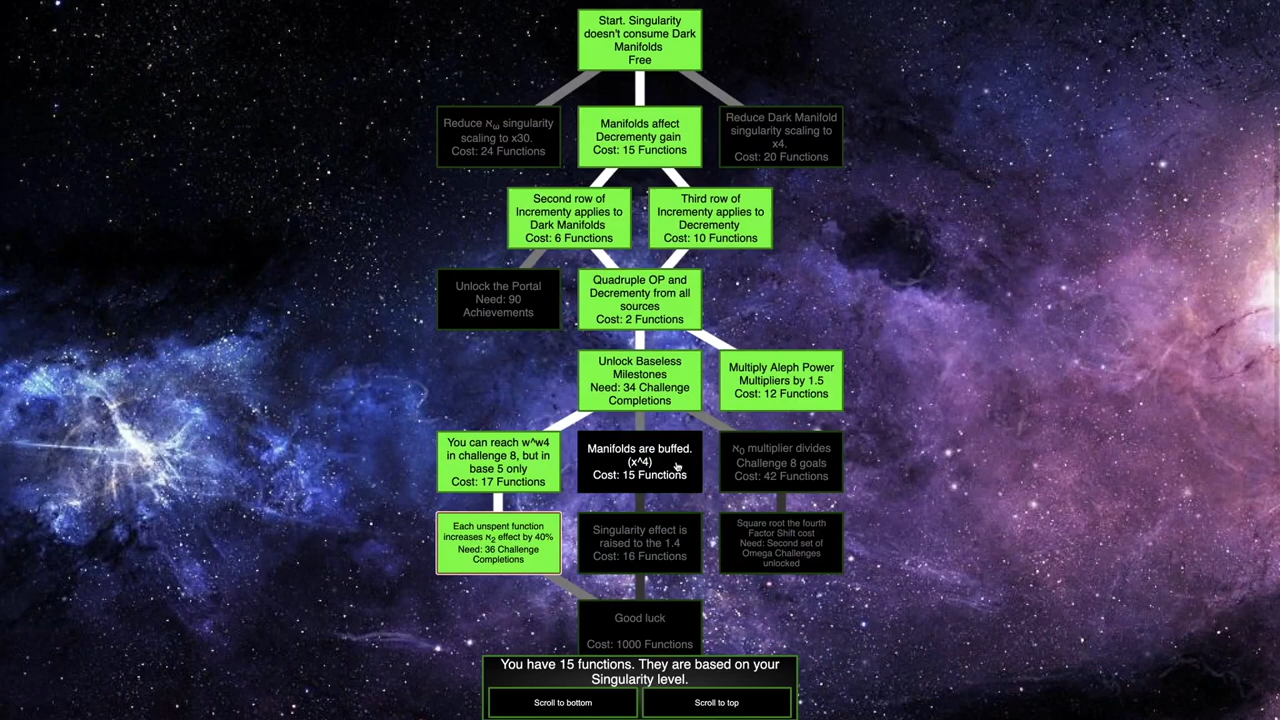 Start. Singularity
doesn't consume Dark
Manifolds
Free
Reduce ℵω singularity
scaling to x30.
Cost: 24 Functions
Manifolds affect
Decrementy gain
Cost: 15 Functions
Reduce Dark Manifold
singularity scaling to
x4.
Cost: 20 Functions
Second row of
Incrementy applies to
Dark Manifolds
Cost: 6 Functions
Third row of
Incrementy applies to
Decrementy
Cost: 10 Functions
Unlock the Portal
Need: 90
Achievements
Quadruple OP and
Decrementy from all
sources
Cost: 2 Functions
Unlock Baseless
Milestones
Need: 34 Challenge
Completions
Multiply Aleph Power
Multipliers by 1.5
Cost: 12 Functions
You can reach w^w4
in challenge 8, but in
base 5 only
Cost: 17 Functions
Manifolds are buffed.
(x^4)
Cost: 15 Functions
ℵ0 multiplier divides
Challenge 8 goals
Cost: 42 Functions
Each unspent function
increases ℵ2 effect by 40%
Need: 36 Challenge
Completions
Singularity effect is
raised to the 1.4
Cost: 16 Functions
Square root the fourth
Factor Shift cost
Need: Second set of
Omega Challenges
unlocked
Good luck
Cost: 1000 Functions
You have 15 functions. They are based on your
Singularity level.
Scroll to bottom
Scroll to top